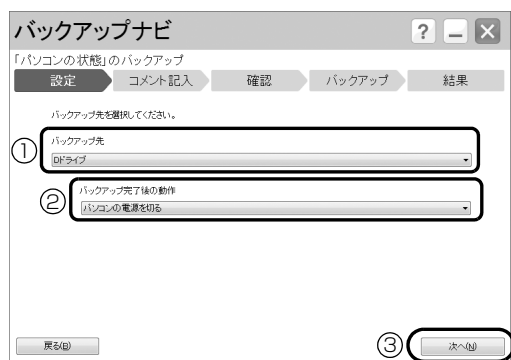 バックアップナビ
?
「パソコンの状態」のバックアップ
設定 コメント記入 確認 バックアップ 結果
バックアップ先を選択してください。
① バックアップ先
Dドライブ
② バックアップ完了後の動作
パソコンの電源を切る
戻る(B) ③ 次へ(N)